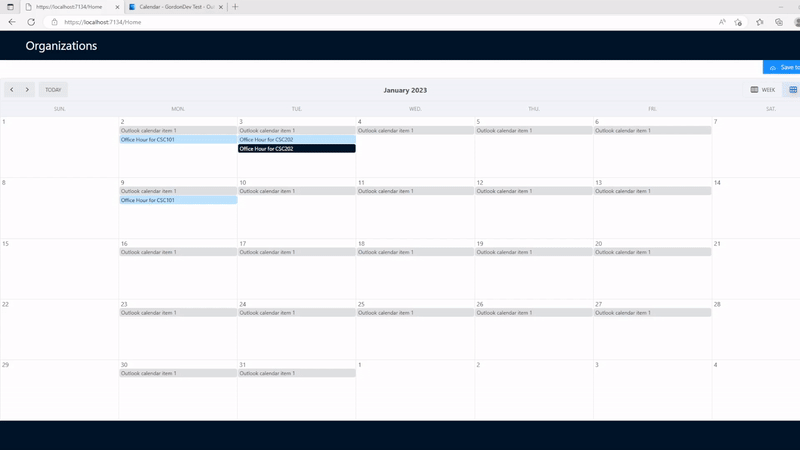 https://localhost:7134/Home
Calendar - GordonDev Test - Ou
https://localhost:7134/Home
Organizations
Save
TODAY
January 2023
WEEK
SUN.
MON.
TUE.
WED.
THU.
FRI.
SAT.
1
2
3
4
5
6
7
Outlook calendar item 1
Outlook calendar item 1
Outlook calendar item 1
Outlook calendar item 1
Outlook calendar item 1
Office Hour for CSC101
Office Hour for CSC202
Office Hour for CSC202
8
9
10
11
12
13
14
Outlook calendar item 1
Outlook calendar item 1
Outlook calendar item 1
Outlook calendar item 1
Outlook calendar item 1
Office Hour for CSC101
15
16
17
18
19
20
21
Outlook calendar item 1
Outlook calendar item 1
Outlook calendar item 1
Outlook calendar item 1
Outlook calendar item 1
22
23
24
25
26
27
28
Outlook calendar item 1
Outlook calendar item 1
Outlook calendar item 1
Outlook calendar item 1
Outlook calendar item 1
29
30
31
1
2
3
4
Outlook calendar item 1
Outlook calendar item 1